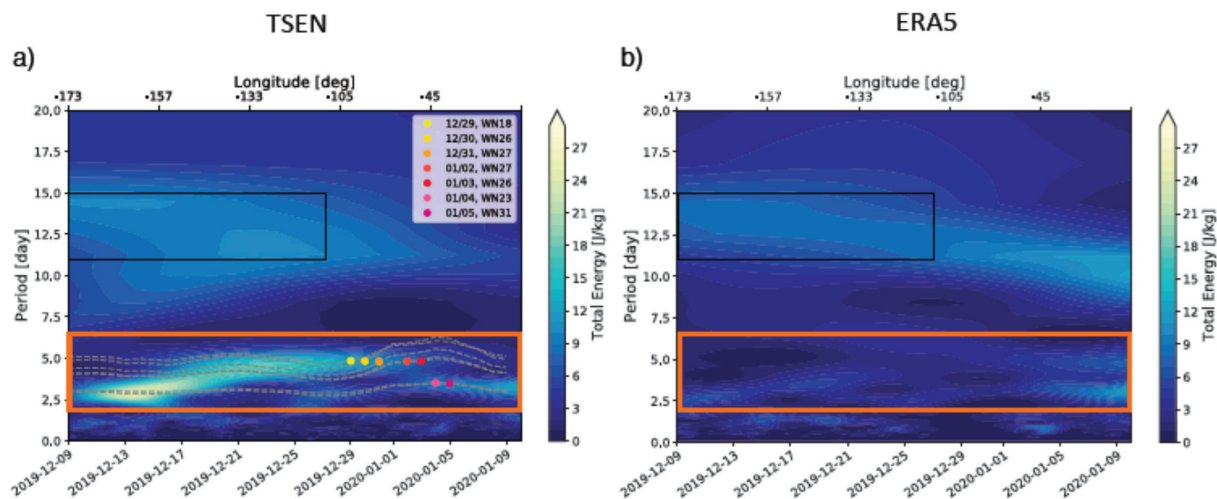 TSEN
ERA5
a)
Longitude [deg]
-173 -157 -133 -105 -45
20.0
17.5
15.0
12.5
10.0
7.5
5.0
2.5
0.0
Period [day]
12/29, WN18
12/30, WN26
12/31, WN27
01/02, WN27
01/03, WN26
01/04, WN23
01/05, WN31
27
24
21
18
15
12
9
6
3
0
Total Energy [J/kg]
2019-12-09
2019-12-13
2019-12-17
2019-12-21
2019-12-25
2019-12-29
2020-01-01
2020-01-05
2020-01-09
b)
Longitude [deg]
-173 -157 -133 -105 -45
20.0
17.5
15.0
12.5
10.0
7.5
5.0
2.5
0.0
Period [day]
27
24
21
18
15
12
9
6
3
0
Total Energy [J/kg]
2019-12-09
2019-12-13
2019-12-17
2019-12-21
2019-12-25
2019-12-29
2020-01-01
2020-01-05
2020-01-09